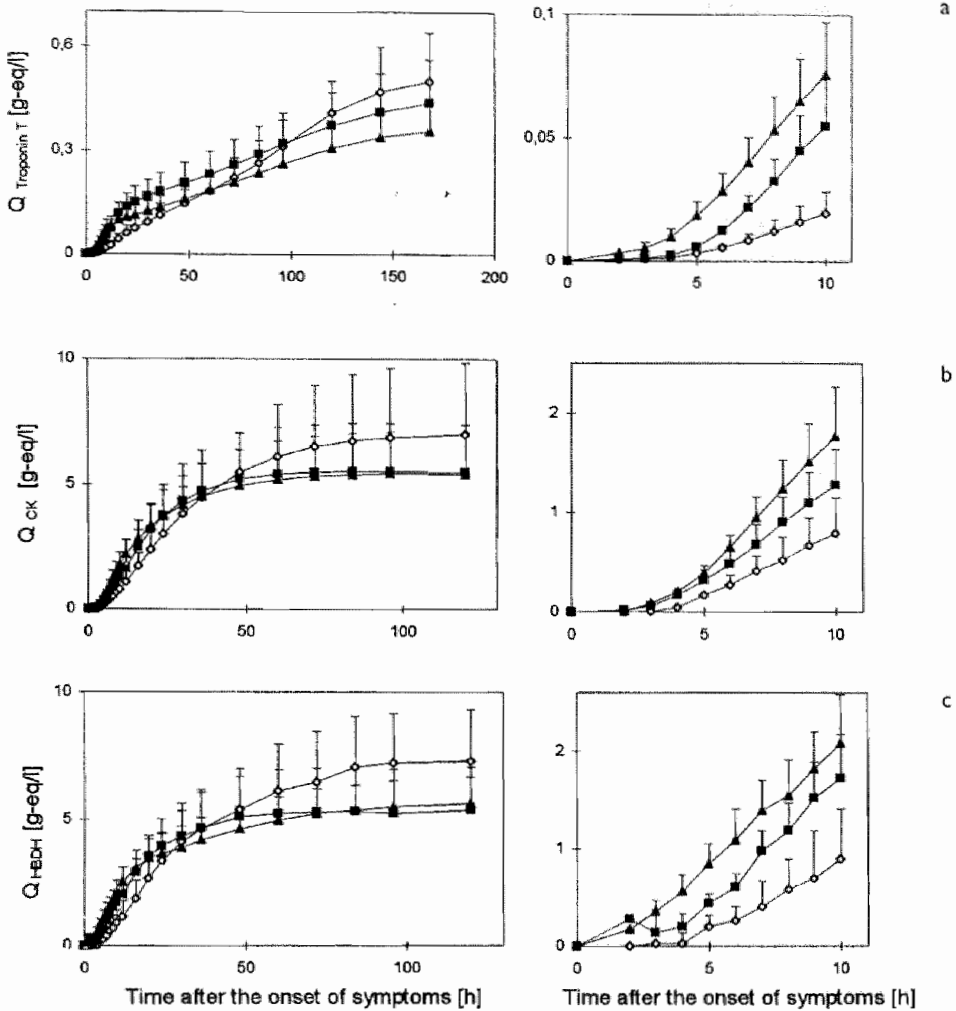 a
Q Troponin T [g-eq/l]
0,6
0,3
0
0 50 100 150 200
0,1
0,05
0
0 5 10
b
Q CK [g-eq/l]
10
5
0
0 50 100
2
1
0
0 5 10
c
Q HBDH [g-eq/l]
10
5
0
0 50 100
Time after the onset of symptoms [h]
2
1
0
0 5 10
Time after the onset of symptoms [h]